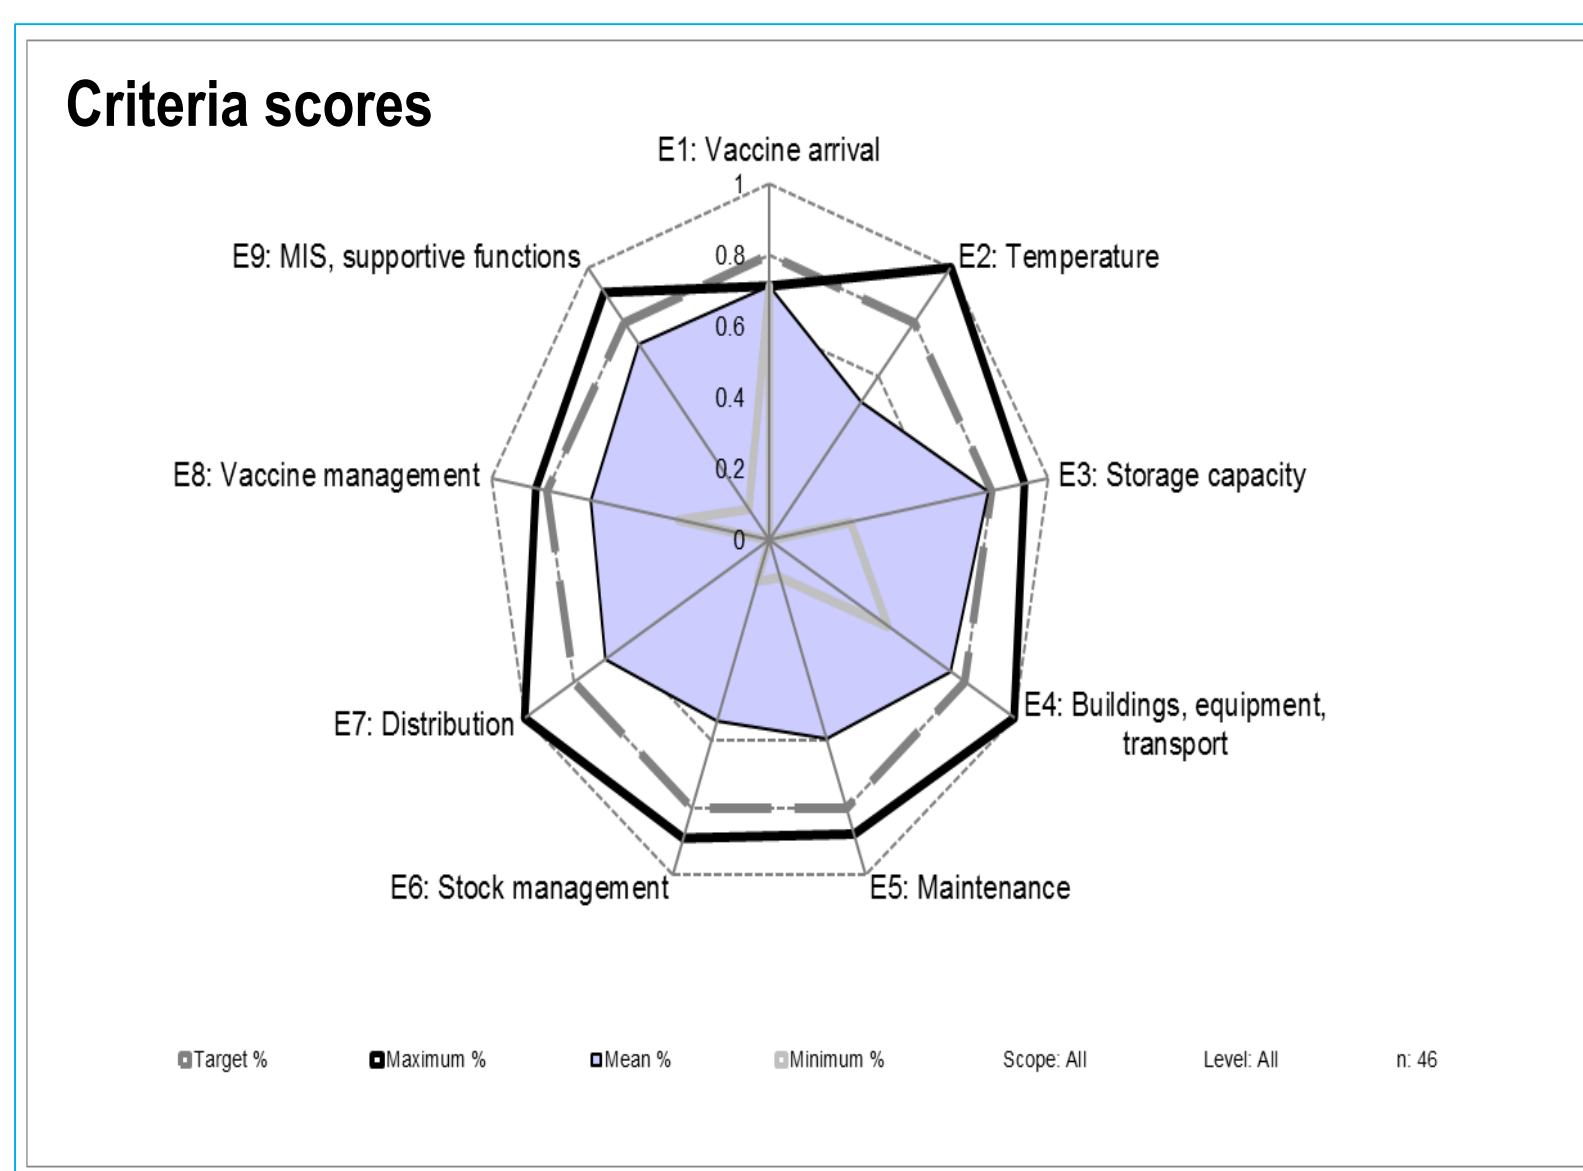 Criteria scores
E1: Vaccine arrival
1
E9: MIS, supportive functions
0.8
E2: Temperature
0.6
0.4
E8: Vaccine management
0.2
E3: Storage capacity
0
E7: Distribution
E4: Buildings, equipment,
transport
E6: Stock management
E5: Maintenance
Target %
Maximum %
Mean %
Minimum %
Scope: All
Level: All
n: 46